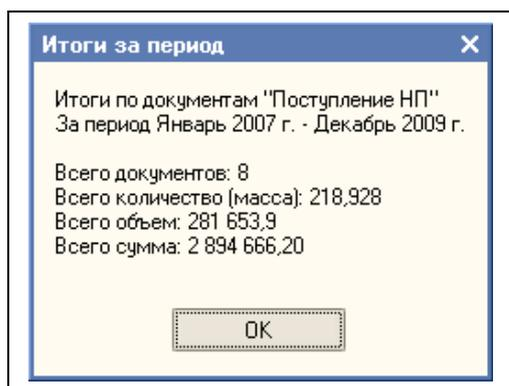 Итоги за период
Итоги по документам "Поступление НП"
За период Январь 2007 г. - Декабрь 2009 г.
Всего документов: 8
Всего количество (масса): 218,928
Всего объем: 281 653,9
Всего сумма: 2 894 666,20
OK